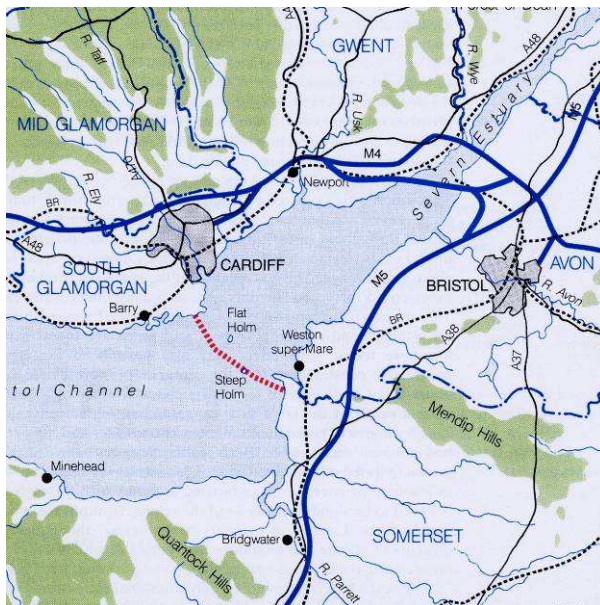 Forest of Dean
GWENT
A4
A48
R. Taff
R. Wye
M5
MID GLAMORGAN
R. Usk
Severn Estuary
A470
M4
R. Ely
Newport
BR
A48
SOUTH
GLAMORGAN
CARDIFF
M5
AVON
BRISTOL
R. Avon
Barry
Flat
Holm
BR
Weston
super Mare
A38
A37
Steep
Holm
tol Channel
Mendip Hills
Minehead
Quantock Hills
Bridgwater
SOMERSET
R. Parrett